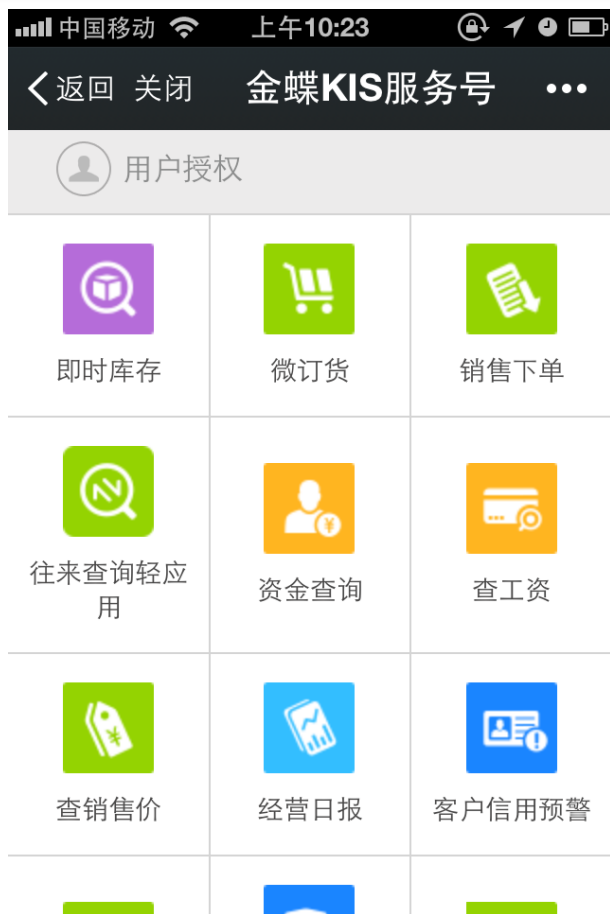 中国移动 上午10:23
返回 关闭 金蝶KIS服务号
用户授权
即时库存 微订货 销售下单
往来查询轻应
用
资金查询 查工资
查销售价 经营日报 客户信用预警